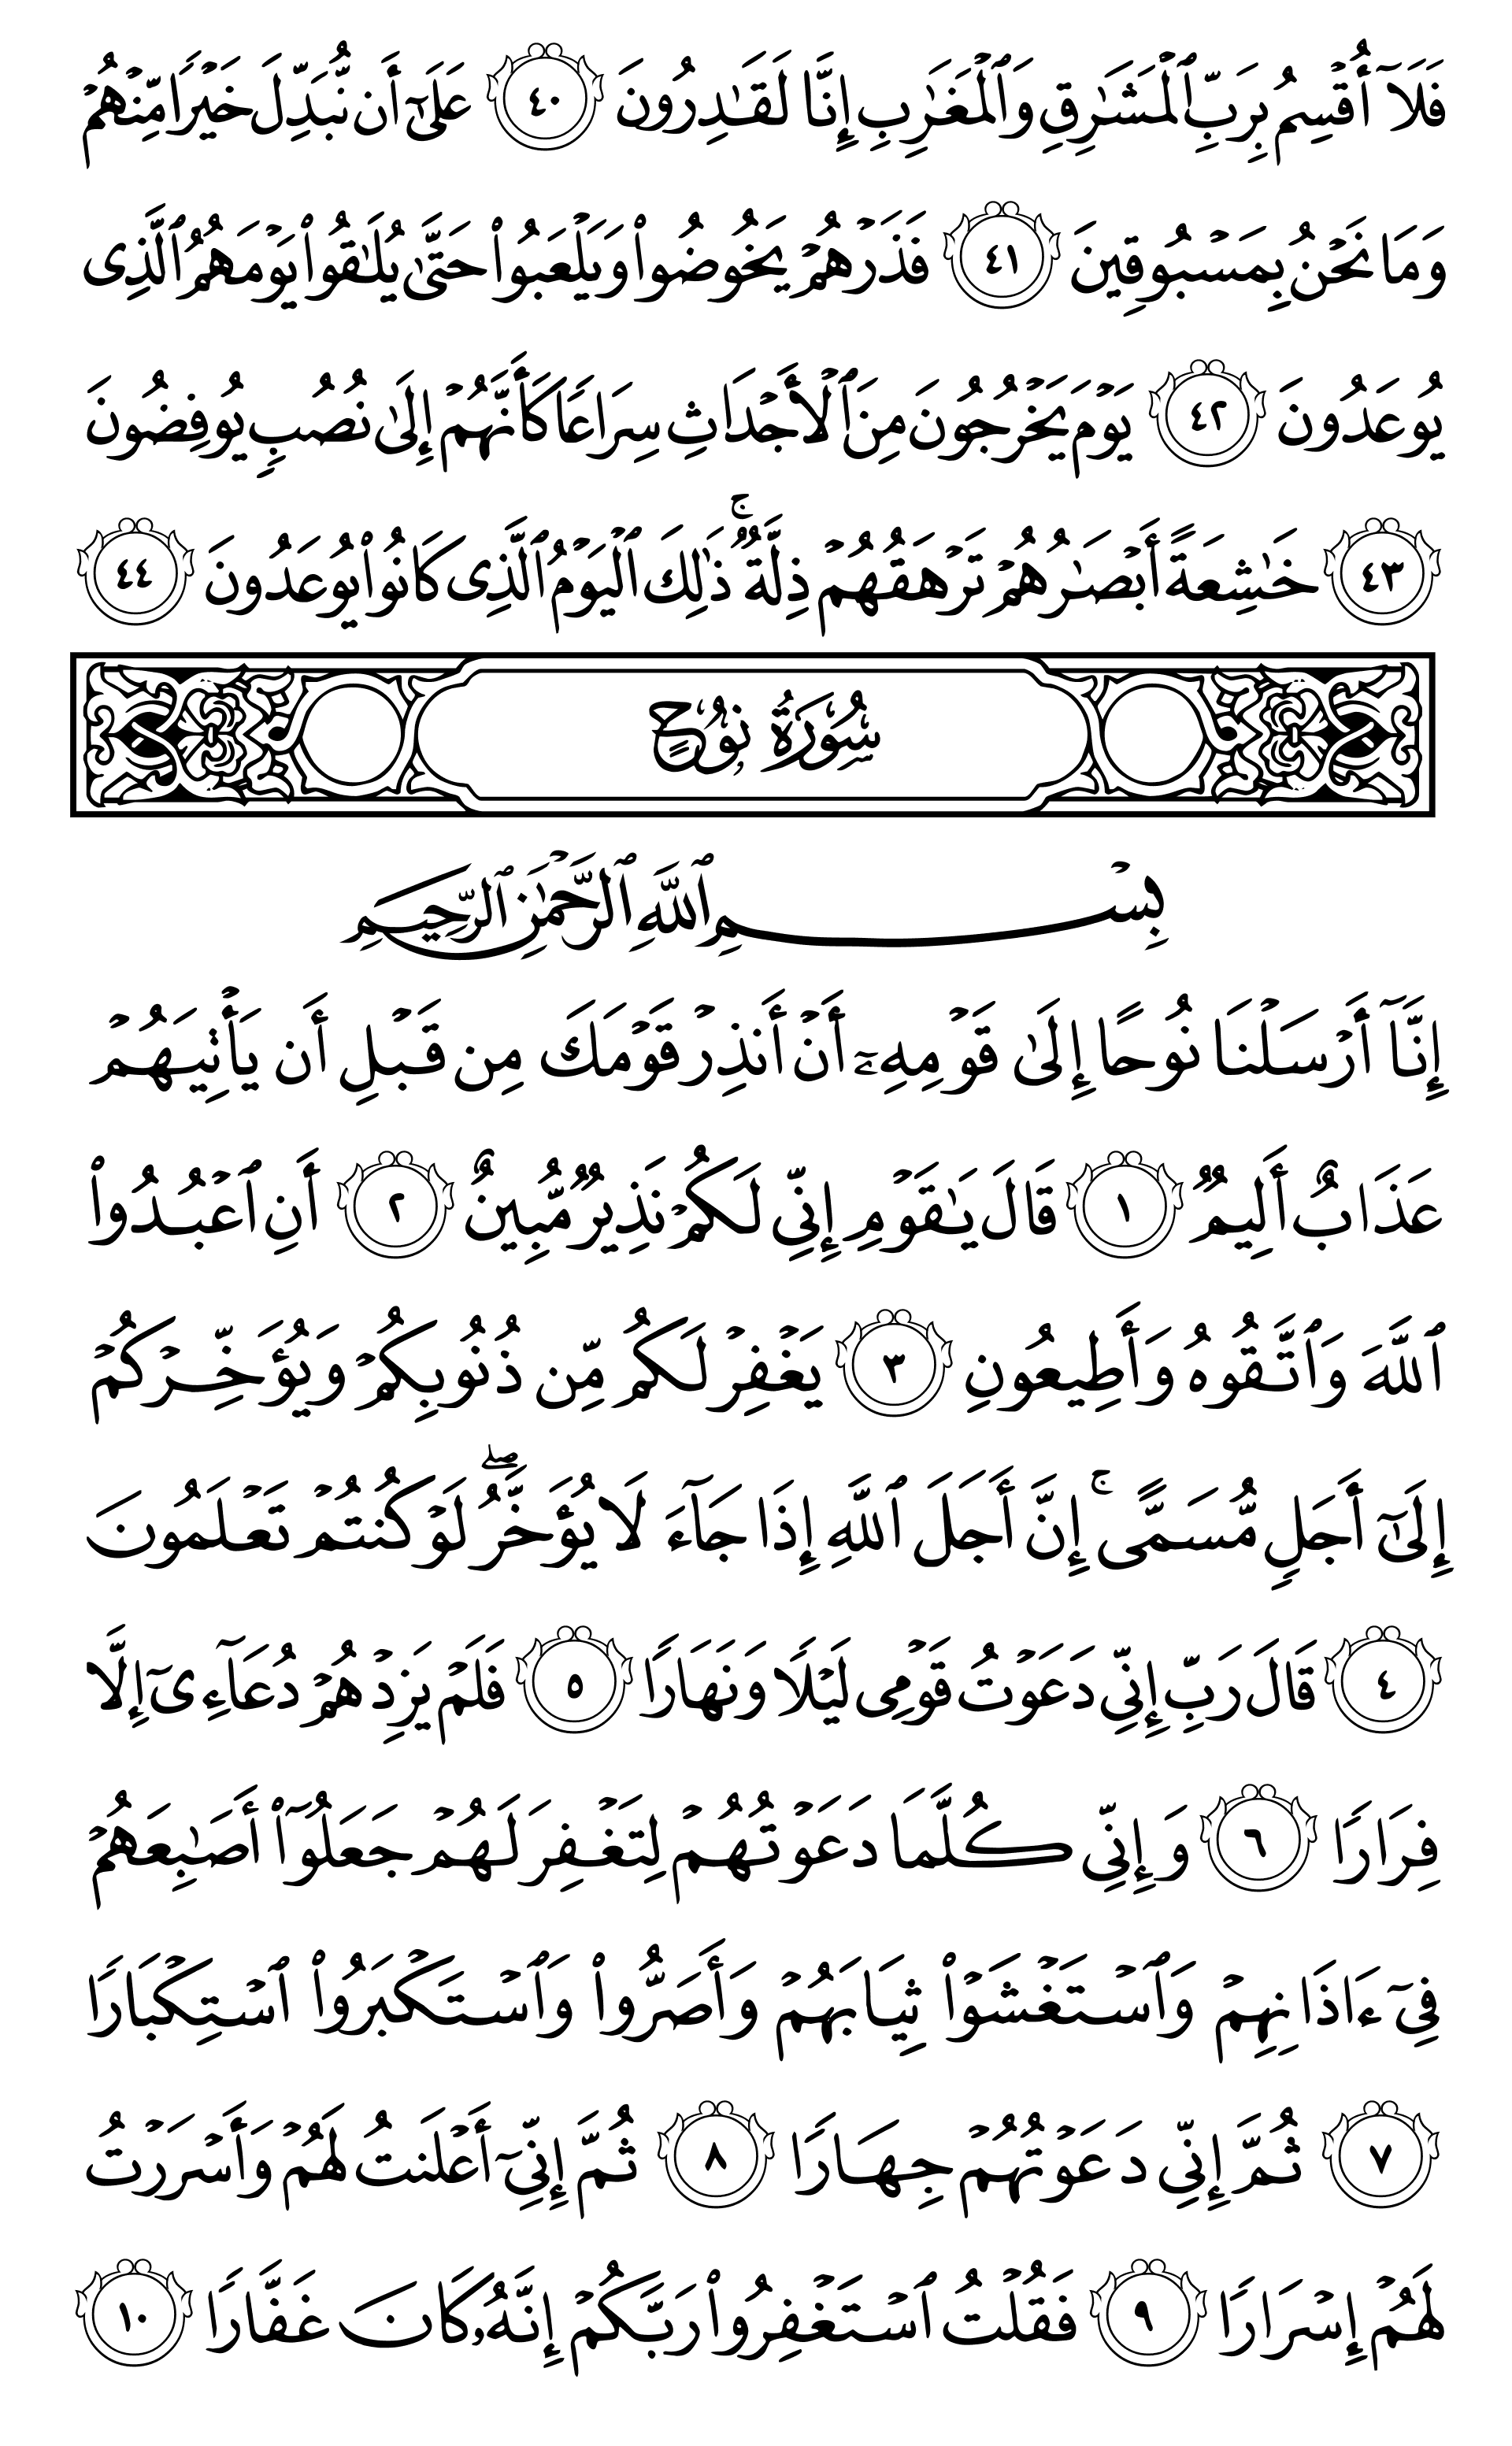 فَلَآ أُقۡسِمُ بِرَبِّ ٱلۡمَشَٰرِقِ وَٱلۡمَغَٰرِبِ إِنَّا لَقَٰدِرُونَ ٤٠ عَلَىٰٓ أَن نُّبَدِّلَ خَيۡرٗا مِّنۡهُمۡ
وَمَا نَحۡنُ بِمَسۡبُوقِينَ ٤١ فَذَرۡهُمۡ يَخُوضُواْ وَيَلۡعَبُواْ حَتَّىٰ يُلَٰقُواْ يَوۡمَهُمُ ٱلَّذِي
يُوعَدُونَ ٤٢ يَوۡمَ يَخۡرُجُونَ مِنَ ٱلۡأَجۡدَاثِ سِرَاعٗا كَأَنَّهُمۡ إِلَىٰ نُصُبٖ يُوفِضُونَ
٤٣ خَٰشِعَةً أَبۡصَٰرُهُمۡ تَرۡهَقُهُمۡ ذِلَّةٞۚ ذَٰلِكَ ٱلۡيَوۡمُ ٱلَّذِي كَانُواْ يُوعَدُونَ ٤٤
سُورَةُ نُوحٍ
بِسۡمِ ٱللَّهِ ٱلرَّحۡمَٰنِ ٱلرَّحِيمِ
إِنَّآ أَرۡسَلۡنَا نُوحًا إِلَىٰ قَوۡمِهِۦٓ أَنۡ أَنذِرۡ قَوۡمَكَ مِن قَبۡلِ أَن يَأۡتِيَهُمۡ
عَذَابٌ أَلِيمٞ ١ قَالَ يَٰقَوۡمِ إِنِّي لَكُمۡ نَذِيرٞ مُّبِينٌ ٢ أَنِ ٱعۡبُدُواْ
ٱللَّهَ وَٱتَّقُوهُ وَأَطِيعُونِ ٣ يَغۡفِرۡ لَكُم مِّن ذُنُوبِكُمۡ وَيُؤَخِّرۡكُمۡ
إِلَىٰٓ أَجَلٖ مُّسَمًّىۚ إِنَّ أَجَلَ ٱللَّهِ إِذَا جَآءَ لَا يُؤَخَّرُۖ لَوۡ كُنتُمۡ تَعۡلَمُونَ
٤ قَالَ رَبِّ إِنِّي دَعَوۡتُ قَوۡمِي لَيۡلٗا وَنَهَارٗا ٥ فَلَمۡ يَزِدۡهُمۡ دُعَآءِيٓ إِلَّا
فِرَارٗا ٦ وَإِنِّي كُلَّمَا دَعَوۡتُهُمۡ لِتَغۡفِرَ لَهُمۡ جَعَلُوٓاْ أَصَٰبِعَهُمۡ
فِيٓ ءَاذَانِهِمۡ وَٱسۡتَغۡشَوۡاْ ثِيَابَهُمۡ وَأَصَرُّواْ وَٱسۡتَكۡبَرُواْ ٱسۡتِكۡبَارٗا
٧ ثُمَّ إِنِّي دَعَوۡتُهُمۡ جِهَارٗا ٨ ثُمَّ إِنِّيٓ أَعۡلَنتُ لَهُمۡ وَأَسۡرَرۡتُ
لَهُمۡ إِسۡرَارٗا ٩ فَقُلۡتُ ٱسۡتَغۡفِرُواْ رَبَّكُمۡ إِنَّهُۥ كَانَ غَفَّارٗا ١٠